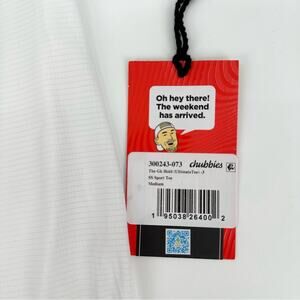 Oh hey there!
The weekend
has arrived.
300243-073 chubbies
The Gk Bold (UltimateTee) -3
SS Sport Tee
Medium
1 95038 26400 2